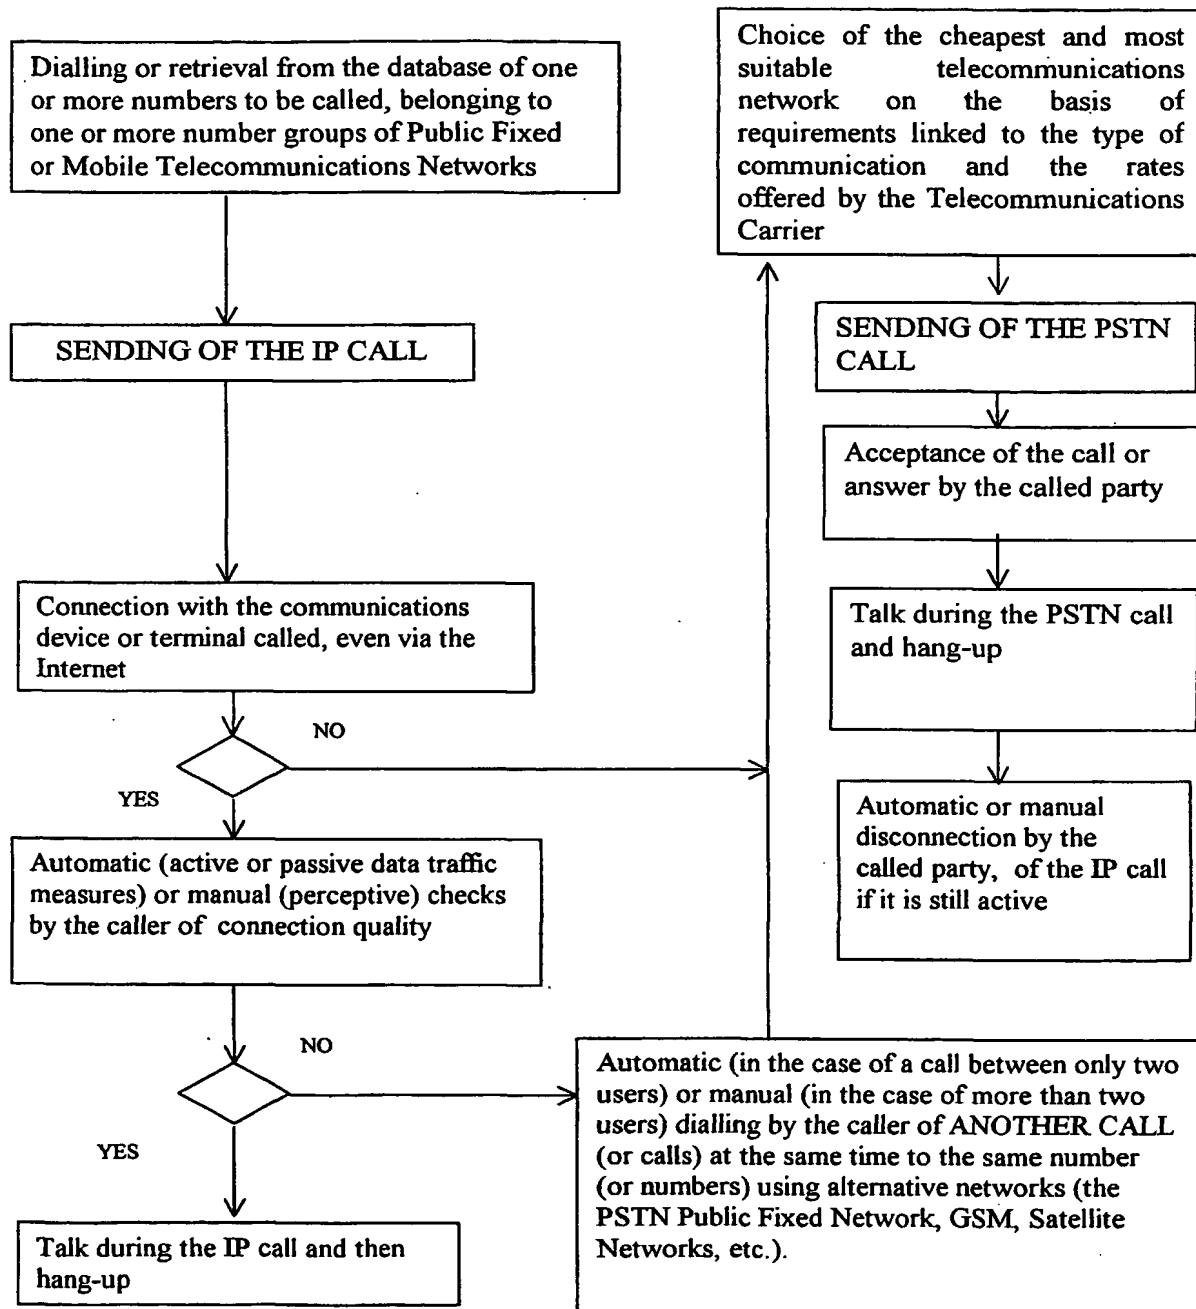 Dialling or retrieval from the database of one
or more numbers to be called, belonging to
one or more number groups of Public Fixed
or Mobile Telecommunications Networks
SENDING OF THE IP CALL
Connection with the communications
device or terminal called, even via the
Internet
NO
YES
Automatic (active or passive data traffic
measures) or manual (perceptive) checks
by the caller of connection quality
NO
YES
Talk during the IP call and then
hang-up
Automatic (in the case of a call between only two
users) or manual (in the case of more than two
users) dialling by the caller of ANOTHER CALL
(or calls) at the same time to the same number
(or numbers) using alternative networks (the
PSTN Public Fixed Network, GSM, Satellite
Networks, etc.).
Choice of the cheapest and most
suitable telecommunications
network on the basis of
requirements linked to the type of
communication and the rates
offered by the Telecommunications
Carrier
SENDING OF THE PSTN
CALL
Acceptance of the call or
answer by the called party
Talk during the PSTN call
and hang-up
Automatic or manual
disconnection by the
called party, of the IP call
if it is still active